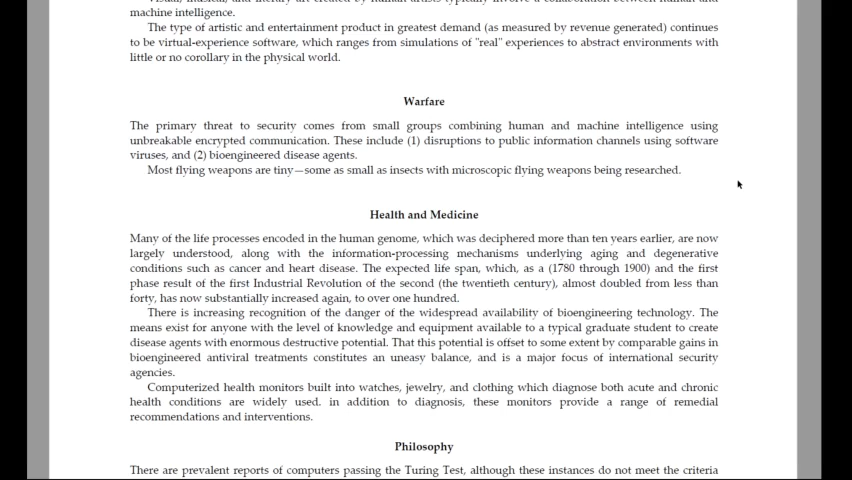 Visual, musical, and literary art created by human artists typically involve a collaboration between human and
machine intelligence.
The type of artistic and entertainment product in greatest demand (as measured by revenue generated) continues
to be virtual-experience software, which ranges from simulations of "real" experiences to abstract environments with
little or no corollary in the physical world.
Warfare
The primary threat to security comes from small groups combining human and machine intelligence using
unbreakable encrypted communication. These include (1) disruptions to public information channels using software
viruses, and (2) bioengineered disease agents.
Most flying weapons are tiny—some as small as insects with microscopic flying weapons being researched.
Health and Medicine
Many of the life processes encoded in the human genome, which was deciphered more than ten years earlier, are now
largely understood, along with the information-processing mechanisms underlying aging and degenerative
conditions such as cancer and heart disease. The expected life span, which, as a (1780 through 1900) and the first
phase result of the first Industrial Revolution of the second (the twentieth century), almost doubled from less than
forty, has now substantially increased again, to over one hundred.
There is increasing recognition of the danger of the widespread availability of bioengineering technology. The
means exist for anyone with the level of knowledge and equipment available to a typical graduate student to create
disease agents with enormous destructive potential. That this potential is offset to some extent by comparable gains in
bioengineered antiviral treatments constitutes an uneasy balance, and is a major focus of international security
agencies.
Computerized health monitors built into watches, jewelry, and clothing which diagnose both acute and chronic
health conditions are widely used. in addition to diagnosis, these monitors provide a range of remedial
recommendations and interventions.
Philosophy
There are prevalent reports of computers passing the Turing Test, although these instances do not meet the criteria